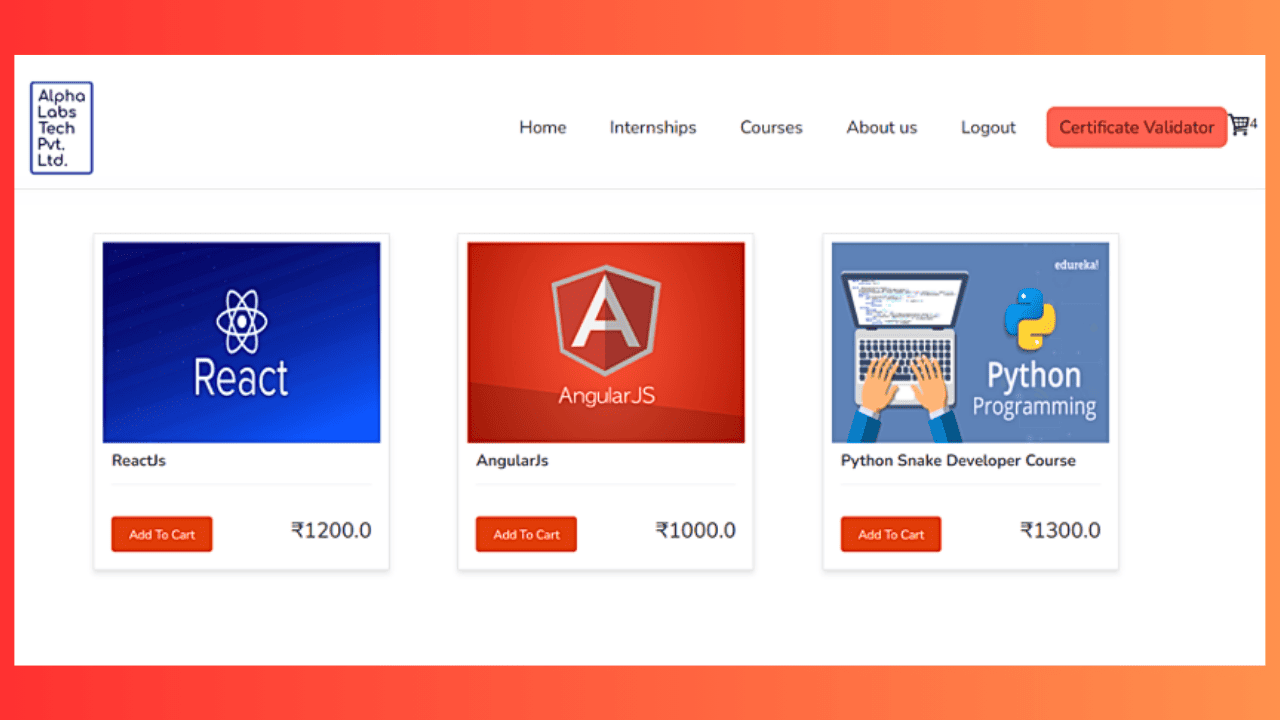 Alpha
Labs
Tech
Pvt.
Ltd.
Home Internships Courses About us Logout Certificate Validator 4
React
AngularJS
edureka!
Python
Programming
ReactJs
AngularJs
Python Snake Developer Course
Add To Cart ₹1200.0
Add To Cart ₹1000.0
Add To Cart ₹1300.0